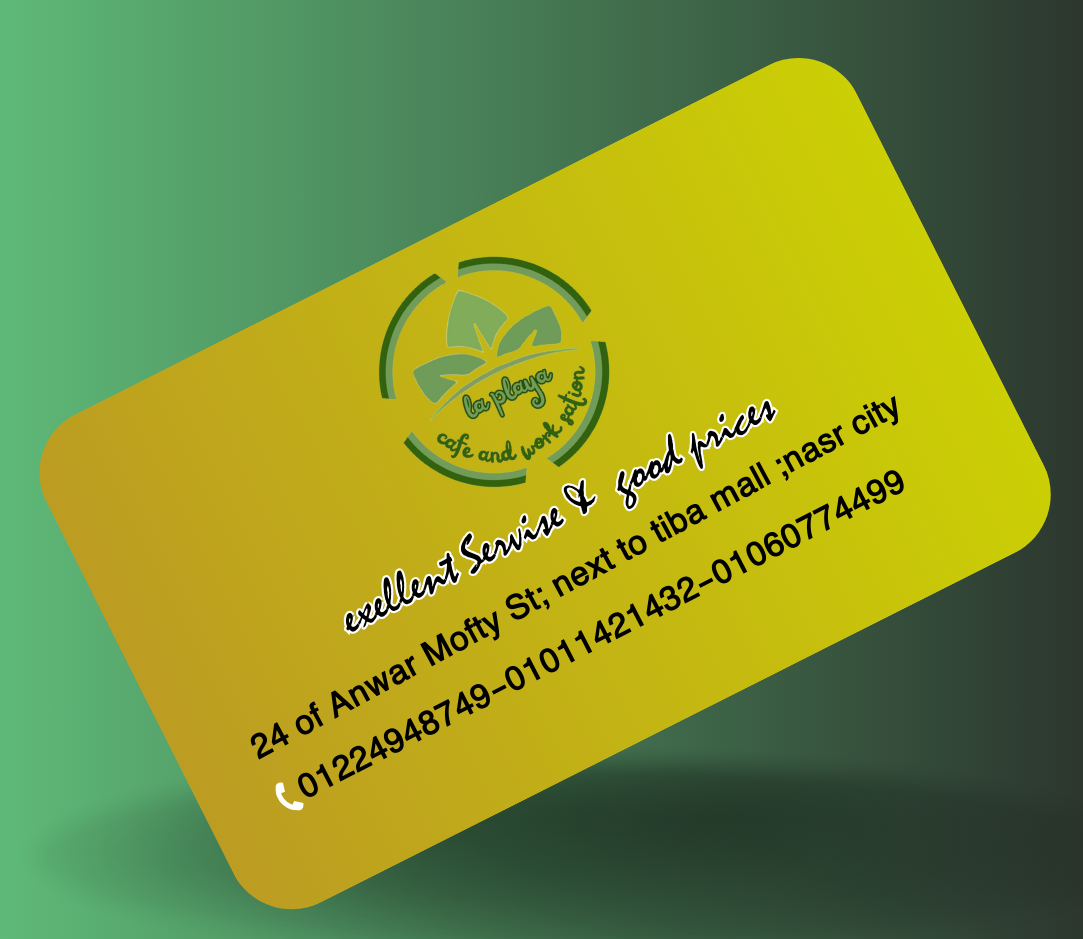 la playa
cafe and work sation
exellent Servise & good prices
24 of Anwar Mofty St; next to tiba mall ;nasr city
01224948749-01011421432-01060774499